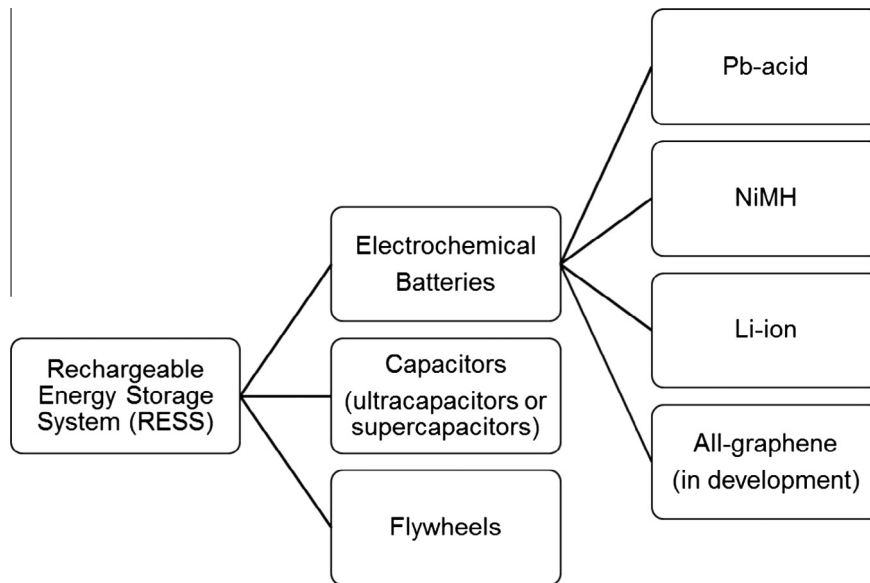 Rechargeable
Energy Storage
System (RESS)
Electrochemical
Batteries
Capacitors
(ultracapacitors or
supercapacitors)
Flywheels
Pb-acid
NiMH
Li-ion
All-graphene
(in development)